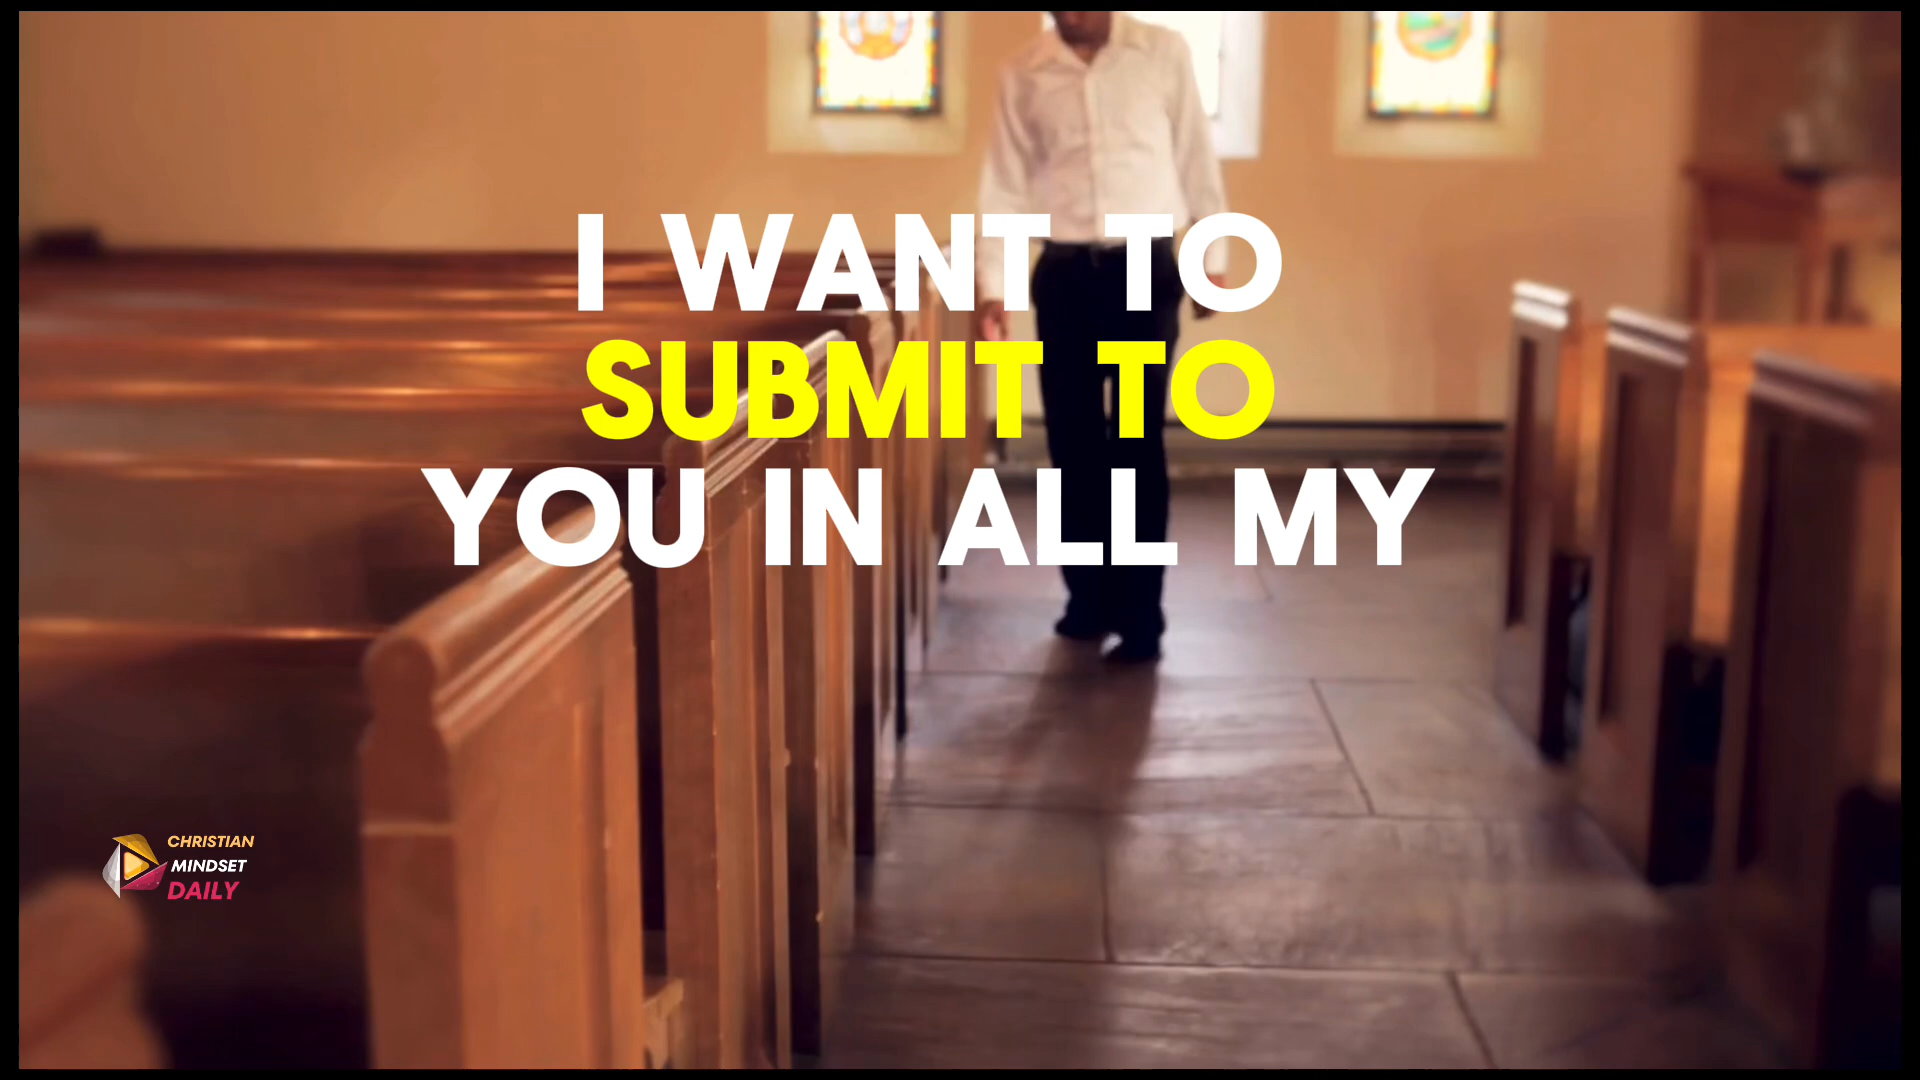 I WANT TO
SUBMIT TO
YOU IN ALL MY
CHRISTIAN
MINDSET
DAILY